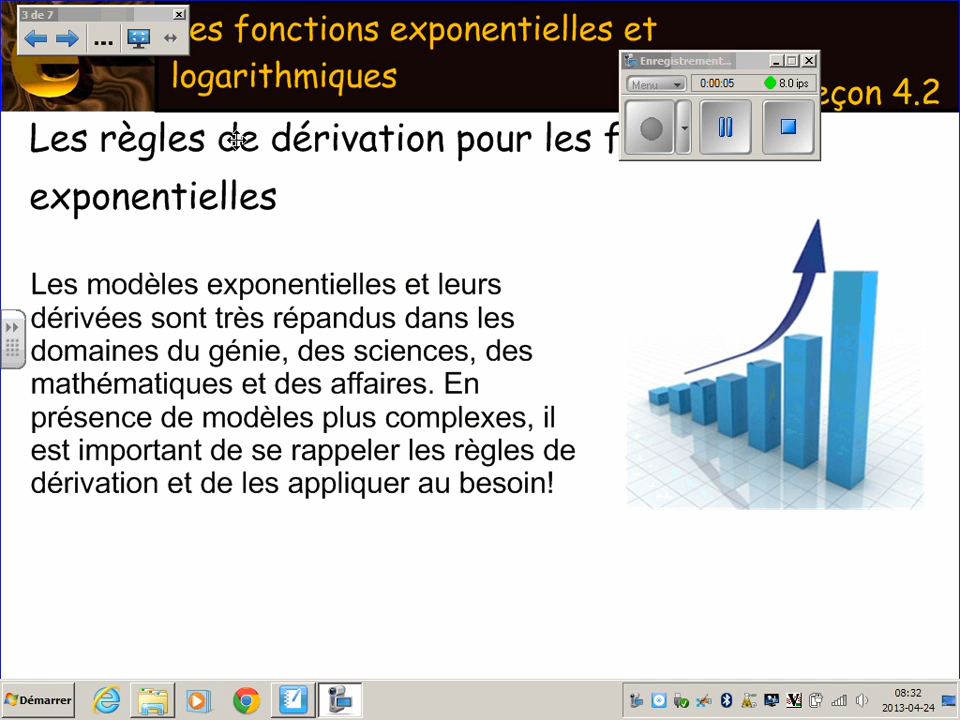 3 de 7
...
es fonctions exponentielles et
logarithmiques
eçon 4.2
Enregistrement...
Menu
0:00:05
8.0 ips
Les règles de dérivation pour les f
exponentielles
Les modèles exponentielles et leurs
dérivées sont très répandus dans les
domaines du génie, des sciences, des
mathématiques et des affaires. En
présence de modèles plus complexes, il
est important de se rappeler les règles de
dérivation et de les appliquer au besoin!
Démarrer
08:32
2013-04-24